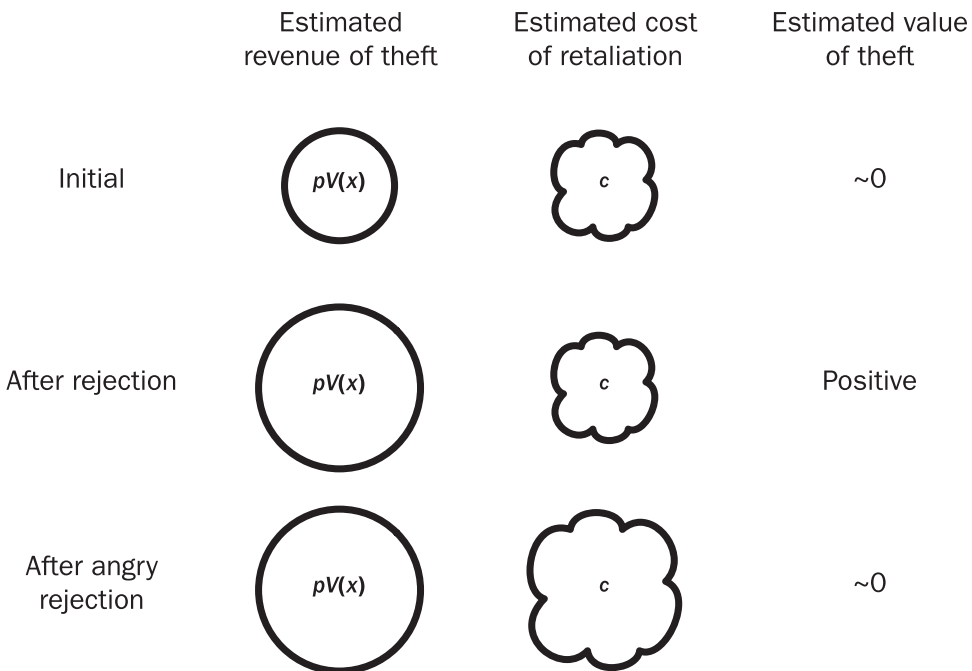 Estimated
revenue of theft
Estimated cost
of retaliation
Estimated value
of theft
Initial
pV(x)
c
~0
After rejection
pV(x)
c
Positive
After angry
rejection
pV(x)
c
~0